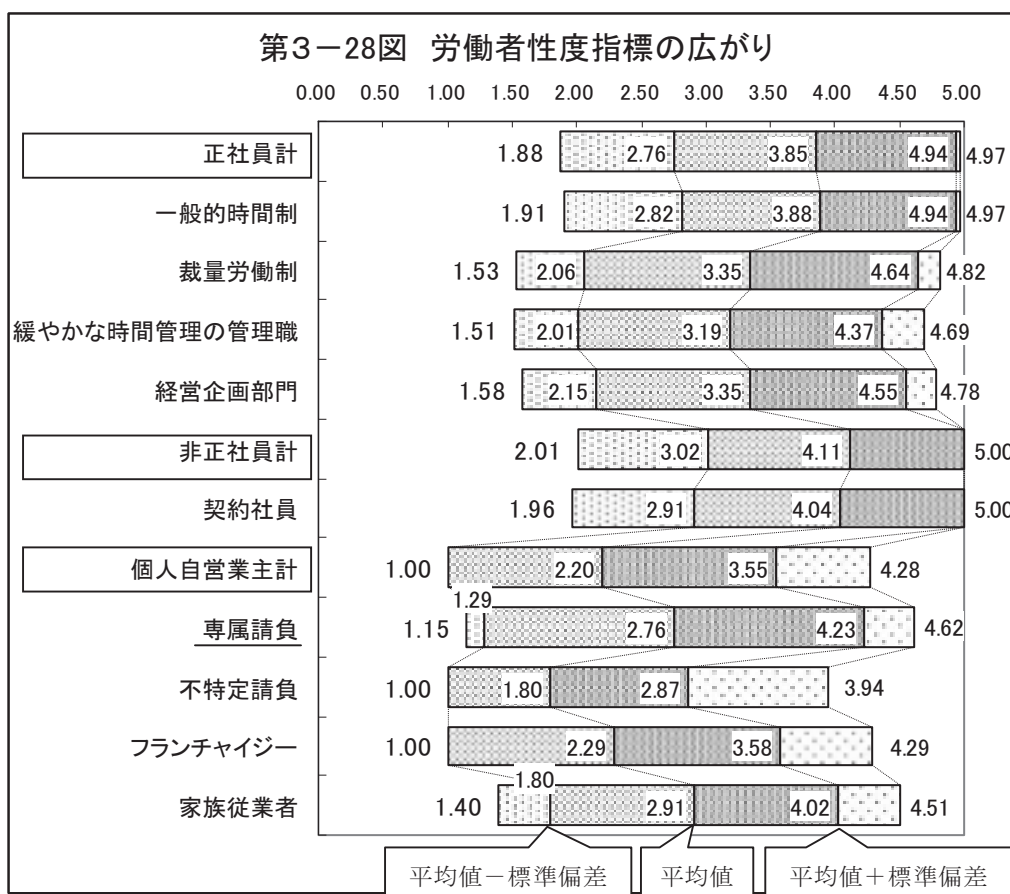 第3－28図 労働者性度指標の広がり
0.00 0.50 1.00 1.50 2.00 2.50 3.00 3.50 4.00 4.50 5.00
正社員計 1.88 2.76 3.85 4.94 4.97
一般的時間制 1.91 2.82 3.88 4.94 4.97
裁量労働制 1.53 2.06 3.35 4.64 4.82
緩やかな時間管理の管理職 1.51 2.01 3.19 4.37 4.69
経営企画部門 1.58 2.15 3.35 4.55 4.78
非正社員計 2.01 3.02 4.11 5.00
契約社員 1.96 2.91 4.04 5.00
個人自営業主計 1.00 2.20 3.55 4.28
専属請負 1.15 1.29 2.76 4.23 4.62
不特定請負 1.00 1.80 2.87 3.94
フランチャイジー 1.00 2.29 3.58 4.29
家族従業者 1.40 1.80 2.91 4.02 4.51
平均値－標準偏差 平均値 平均値＋標準偏差